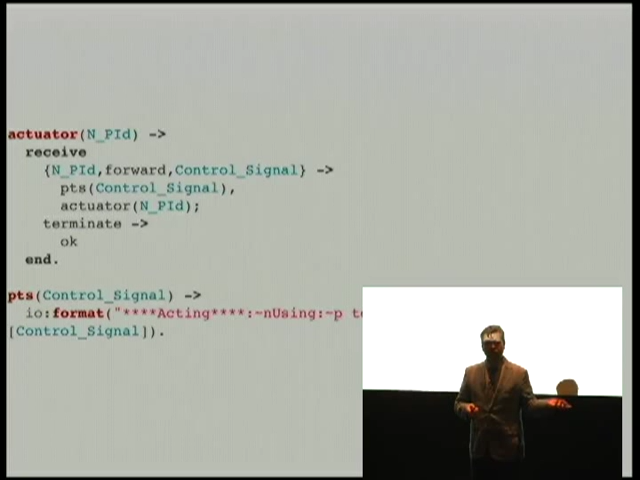 actuator(N_PId) ->
receive
{N_PId,forward,Control_Signal} ->
pts(Control_Signal),
actuator(N_PId);
terminate ->
ok
end.
pts(Control_Signal) ->
io:format("****Acting****:~nUsing:~p
[Control_Signal]).